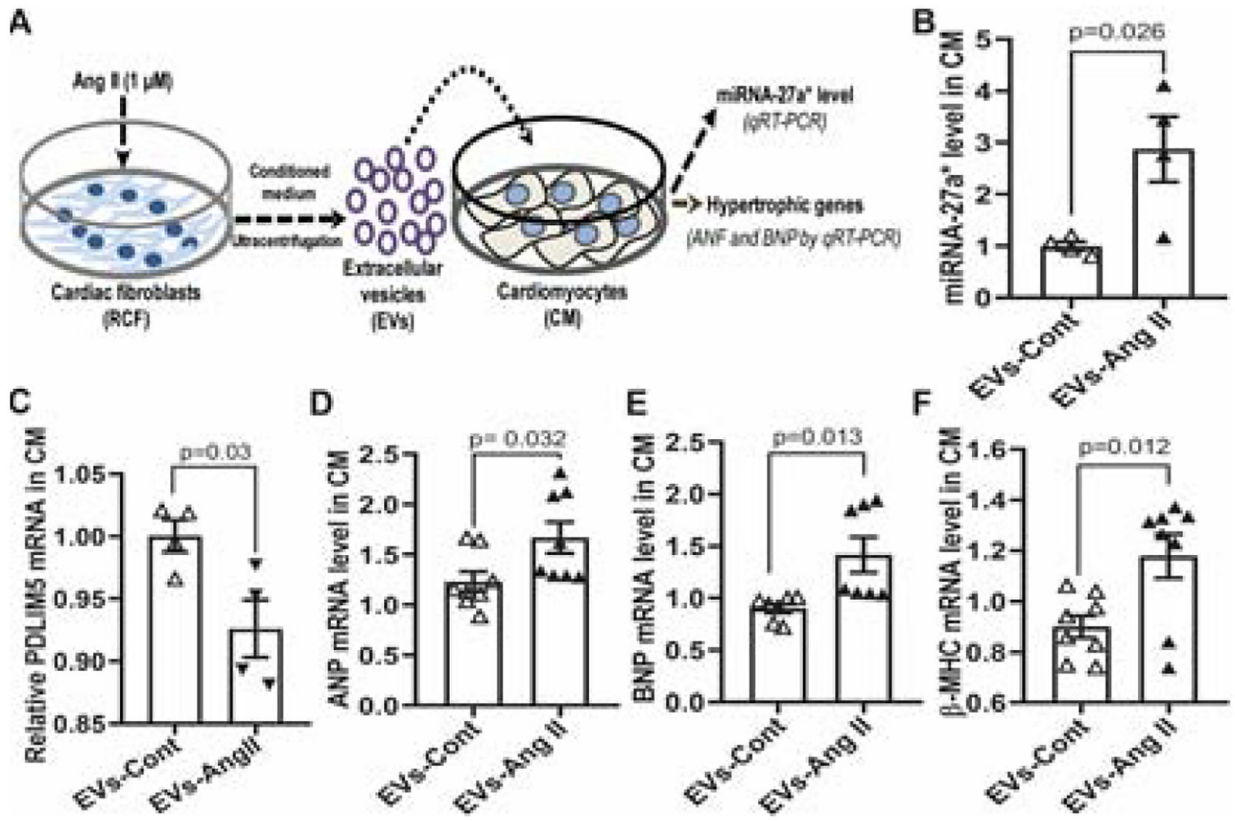 A
Ang II (1 µM)
Conditioned
medium
Ultracentrifugation
Cardiac fibroblasts
(RCF)
Extracellular
vesicles
(EVs)
Cardiomyocytes
(CM)
miRNA-27a* level
(qRT-PCR)
Hypertrophic genes
(ANF and BNP by qRT-PCR)
B
miRNA-27a* level in CM
p=0.026
5
4
3
2
1
0
EVs-Cont
EVs-Ang II
C
Relative PDLIM5 mRNA in CM
p=0.03
1.05
1.00
0.95
0.90
0.85
EVs-Cont
EVs-AngII
D
ANP mRNA level in CM
p= 0.032
2.5
2.0
1.5
1.0
0.5
0.0
EVs-Cont
EVs-Ang II
E
BNP mRNA level in CM
p=0.013
2.5
2.0
1.5
1.0
0.5
0.0
EVs-Cont
EVs-Ang II
F
β-MHC mRNA level in CM
p=0.012
1.6
1.4
1.2
1.0
0.8
0.6
EVs-Cont
EVs-Ang II